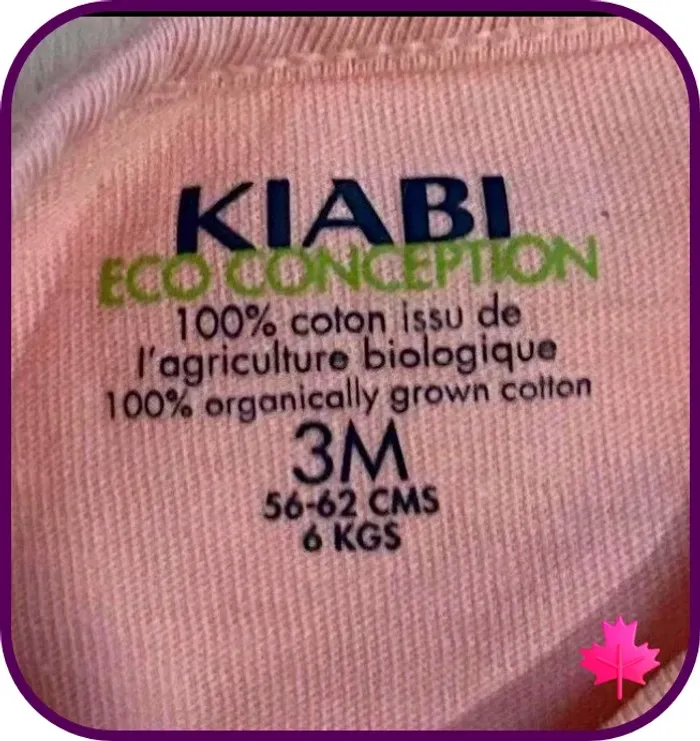 KIABI
ECO CONCEPTION
100% coton issu de
l'agriculture biologique
100% organically grown cotton
3M
56-62 CMS
6 KGS